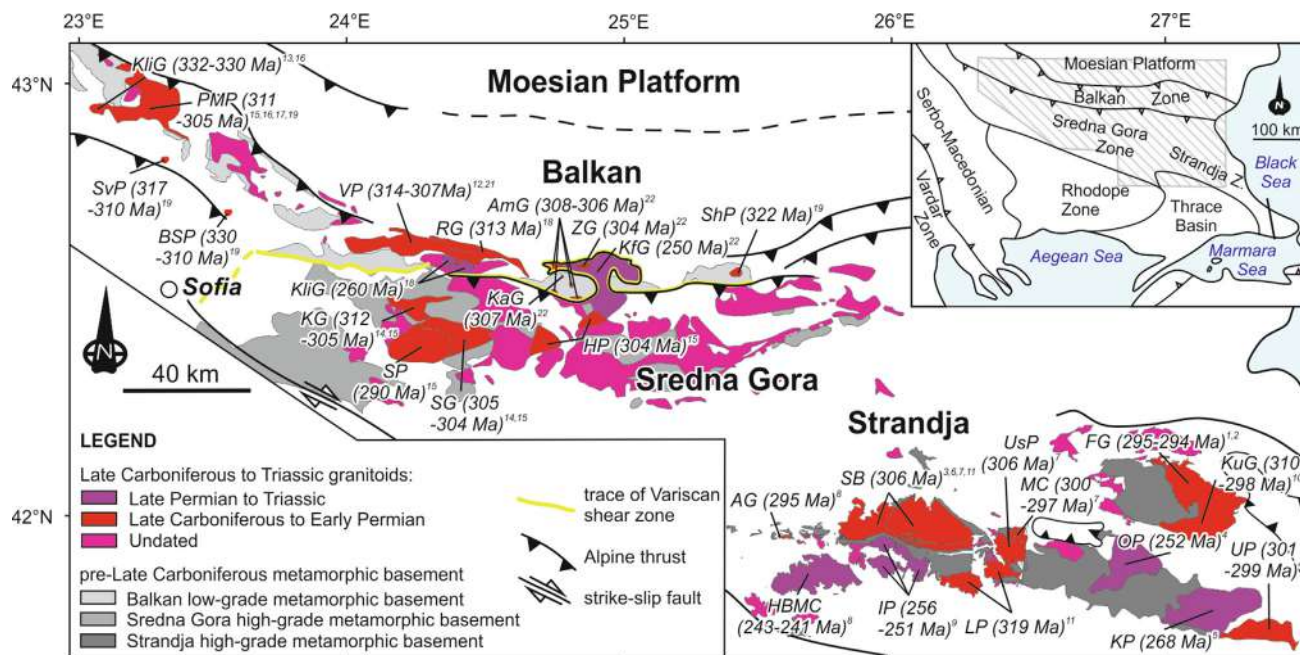 23°E
24°E
25°E
26°E
27°E
43°N
42°N
KliG (332-330 Ma)13,16
PMP (311
-305 Ma)15,16,17,19
Moesian Platform
SvP (317
-310 Ma)19
BSP (330
-310 Ma)19
VP (314-307Ma)12,21
RG (313 Ma)18
Balkan
AmG (308-306 Ma)22
ZG (304 Ma)22
KfG (250 Ma)22
ShP (322 Ma)19
Sofia
KliG (260 Ma)18
KG (312
-305 Ma)14,15
KaG
(307 Ma)22
HP (304 Ma)15
SP
(290 Ma)15
SG (305
-304 Ma)14,15
Sredna Gora
N
40 km
Moesian Platform
Balkan Zone
Sredna Gora
Zone
Strandja Z.
Serbo-Macedonian
Vardar
Zone
Rhodope
Zone
Thrace
Basin
Black
Sea
Aegean Sea
Marmara
Sea
N
100 km
Strandja
AG (295 Ma)8
SB (306 Ma)3,6,7,11
UsP
(306 Ma)7
MC (300
-297 Ma)7
FG (295-294 Ma)1,2
KuG (310
-298 Ma)10
OP (252 Ma)4
UP (301
-299 Ma)
HBMC
(243-241 Ma)8
IP (256
-251 Ma)9
LP (319 Ma)11
KP (268 Ma)5
LEGEND
Late Carboniferous to Triassic granitoids:
Late Permian to Triassic
Late Carboniferous to Early Permian
Undated
pre-Late Carboniferous metamorphic basement
Balkan low-grade metamorphic basement
Sredna Gora high-grade metamorphic basement
Strandja high-grade metamorphic basement
trace of Variscan
shear zone
Alpine thrust
strike-slip fault